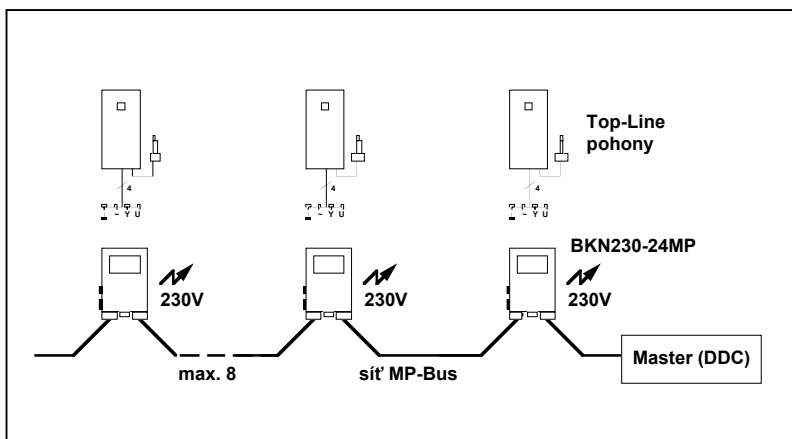 Top-Line
pohony
4 4 4
~ Y U ~ Y U ~ Y U
BKN230-24MP
230V 230V 230V
max. 8 síť MP-Bus Master (DDC)